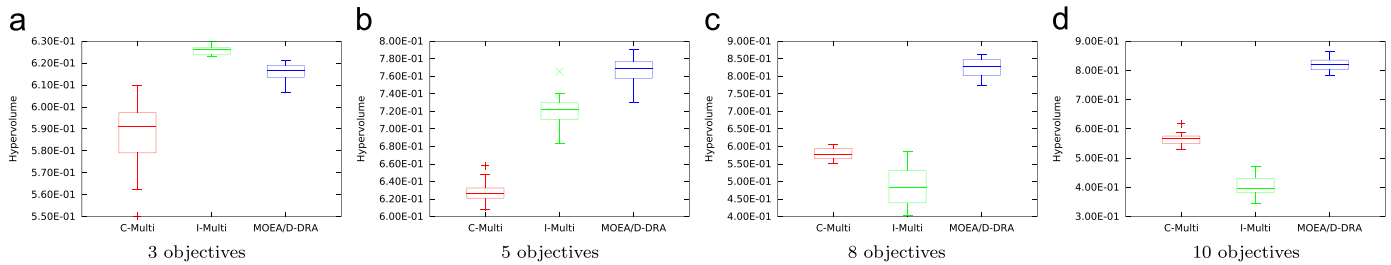 a
6.30E−01
6.20E−01
6.10E−01
6.00E−01
5.90E−01
5.80E−01
5.70E−01
5.60E−01
5.50E−01
Hypervolume
C-Multi I-Multi MOEA/D-DRA
3 objectives
b
8.00E−01
7.80E−01
7.60E−01
7.40E−01
7.20E−01
7.00E−01
6.80E−01
6.60E−01
6.40E−01
6.20E−01
6.00E−01
Hypervolume
C-Multi I-Multi MOEA/D-DRA
5 objectives
c
9.00E−01
8.50E−01
8.00E−01
7.50E−01
7.00E−01
6.50E−01
6.00E−01
5.50E−01
5.00E−01
4.50E−01
4.00E−01
Hypervolume
C-Multi I-Multi MOEA/D-DRA
8 objectives
d
9.00E−01
8.00E−01
7.00E−01
6.00E−01
5.00E−01
4.00E−01
3.00E−01
Hypervolume
C-Multi I-Multi MOEA/D-DRA
10 objectives